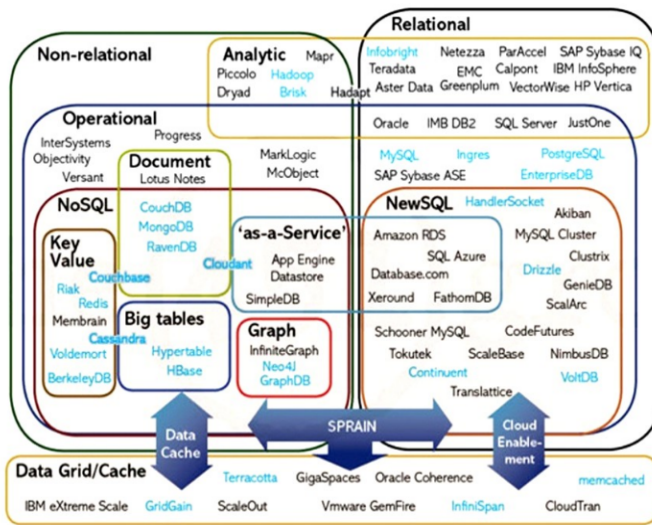 Relational
Non-relational
Analytic
Mapr
Piccolo Hadoop
Dryad Brisk Hadapt
Infobright Netezza ParAccel SAP Sybase IQ
Teradata EMC Calpont IBM InfoSphere
Aster Data Greenplum VectorWise HP Vertica
Operational
Oracle IMB DB2 SQL Server JustOne
InterSystems Progress
Objectivity
Versant
Document
Lotus Notes
MarkLogic
McObject
MySQL Ingres PostgreSQL
SAP Sybase ASE EnterpriseDB
NoSQL
CouchDB
MongoDB
RavenDB
'as-a-Service'
Cloudant
App Engine
Datastore
SimpleDB
NewSQL
HandlerSocket
Amazon RDS
SQL Azure
Database.com
Xeround FathomDB
Akiban
MySQL Cluster
Clustrix
Drizzle
GenieDB
ScalArc
Key
Value
Couchbase
Riak
Redis
Membrain
Cassandra
Voldemort
BerkeleyDB
Big tables
Hypertable
HBase
Graph
InfiniteGraph
Neo4J
GraphDB
Schooner MySQL CodeFutures
Tokutek ScaleBase NimbusDB
Continuent VoltDB
Translattice
Data
Cache
SPRAIN
Cloud
Enable-
ment
Data Grid/Cache
Terracotta GigaSpaces Oracle Coherence memcached
IBM eXtreme Scale GridGain ScaleOut Vmware GemFire InfiniSpan CloudTran